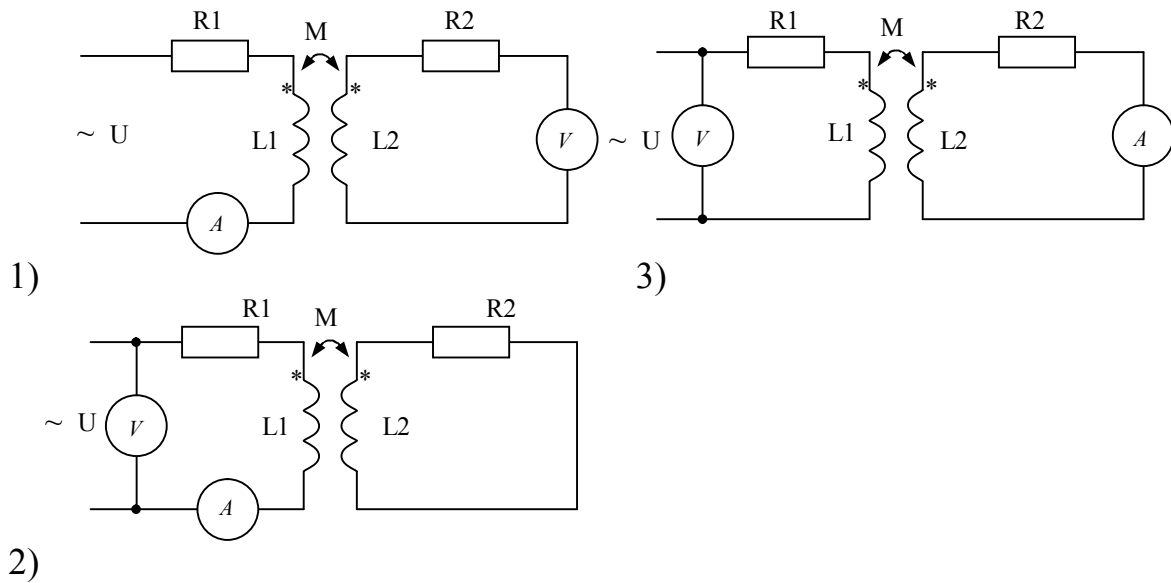 R1
M
R2
*
*
~ U
L1
L2
V
A
1)
R1
M
R2
*
*
~ U
V
L1
L2
A
3)
R1
M
R2
*
*
~ U
V
L1
L2
A
2)